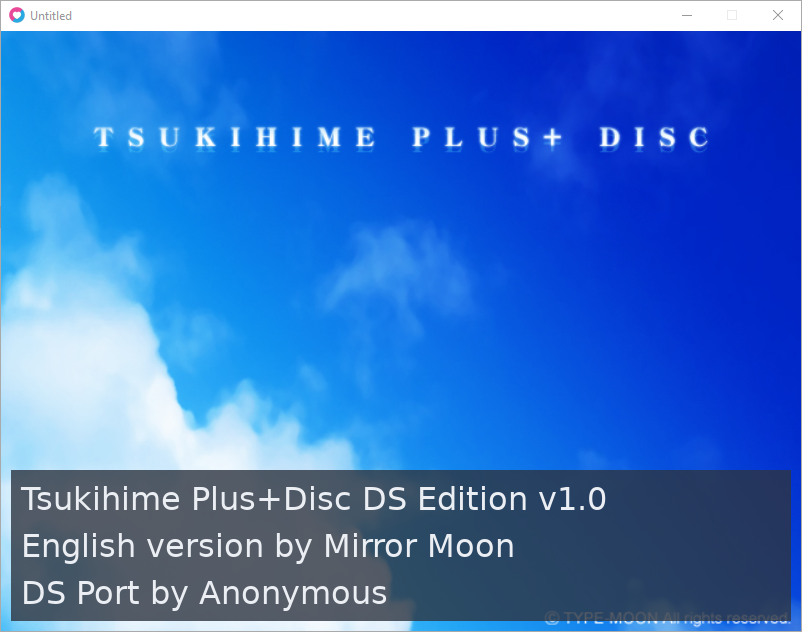 Untitled
TSUKIHIME PLUS+ DISC
Tsukihime Plus+Disc DS Edition v1.0
English version by Mirror Moon
DS Port by Anonymous
© TYPE-MOON All rights reserved.